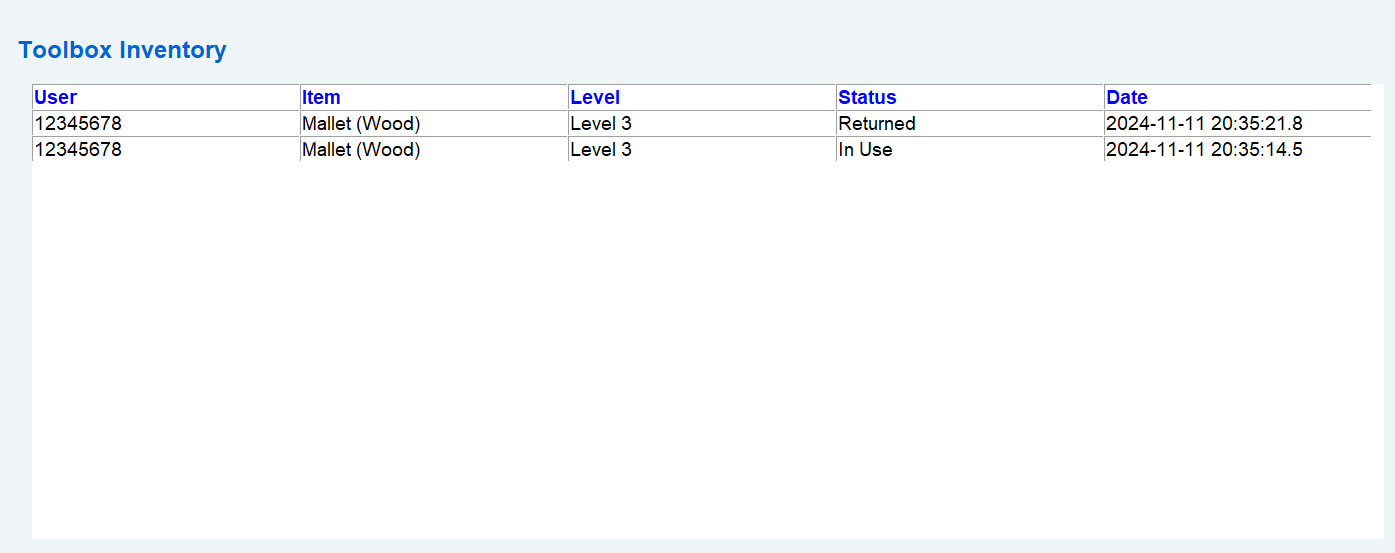 Toolbox Inventory
User Item Level Status Date
12345678 Mallet (Wood) Level 3 Returned 2024-11-11 20:35:21.8
12345678 Mallet (Wood) Level 3 In Use 2024-11-11 20:35:14.5